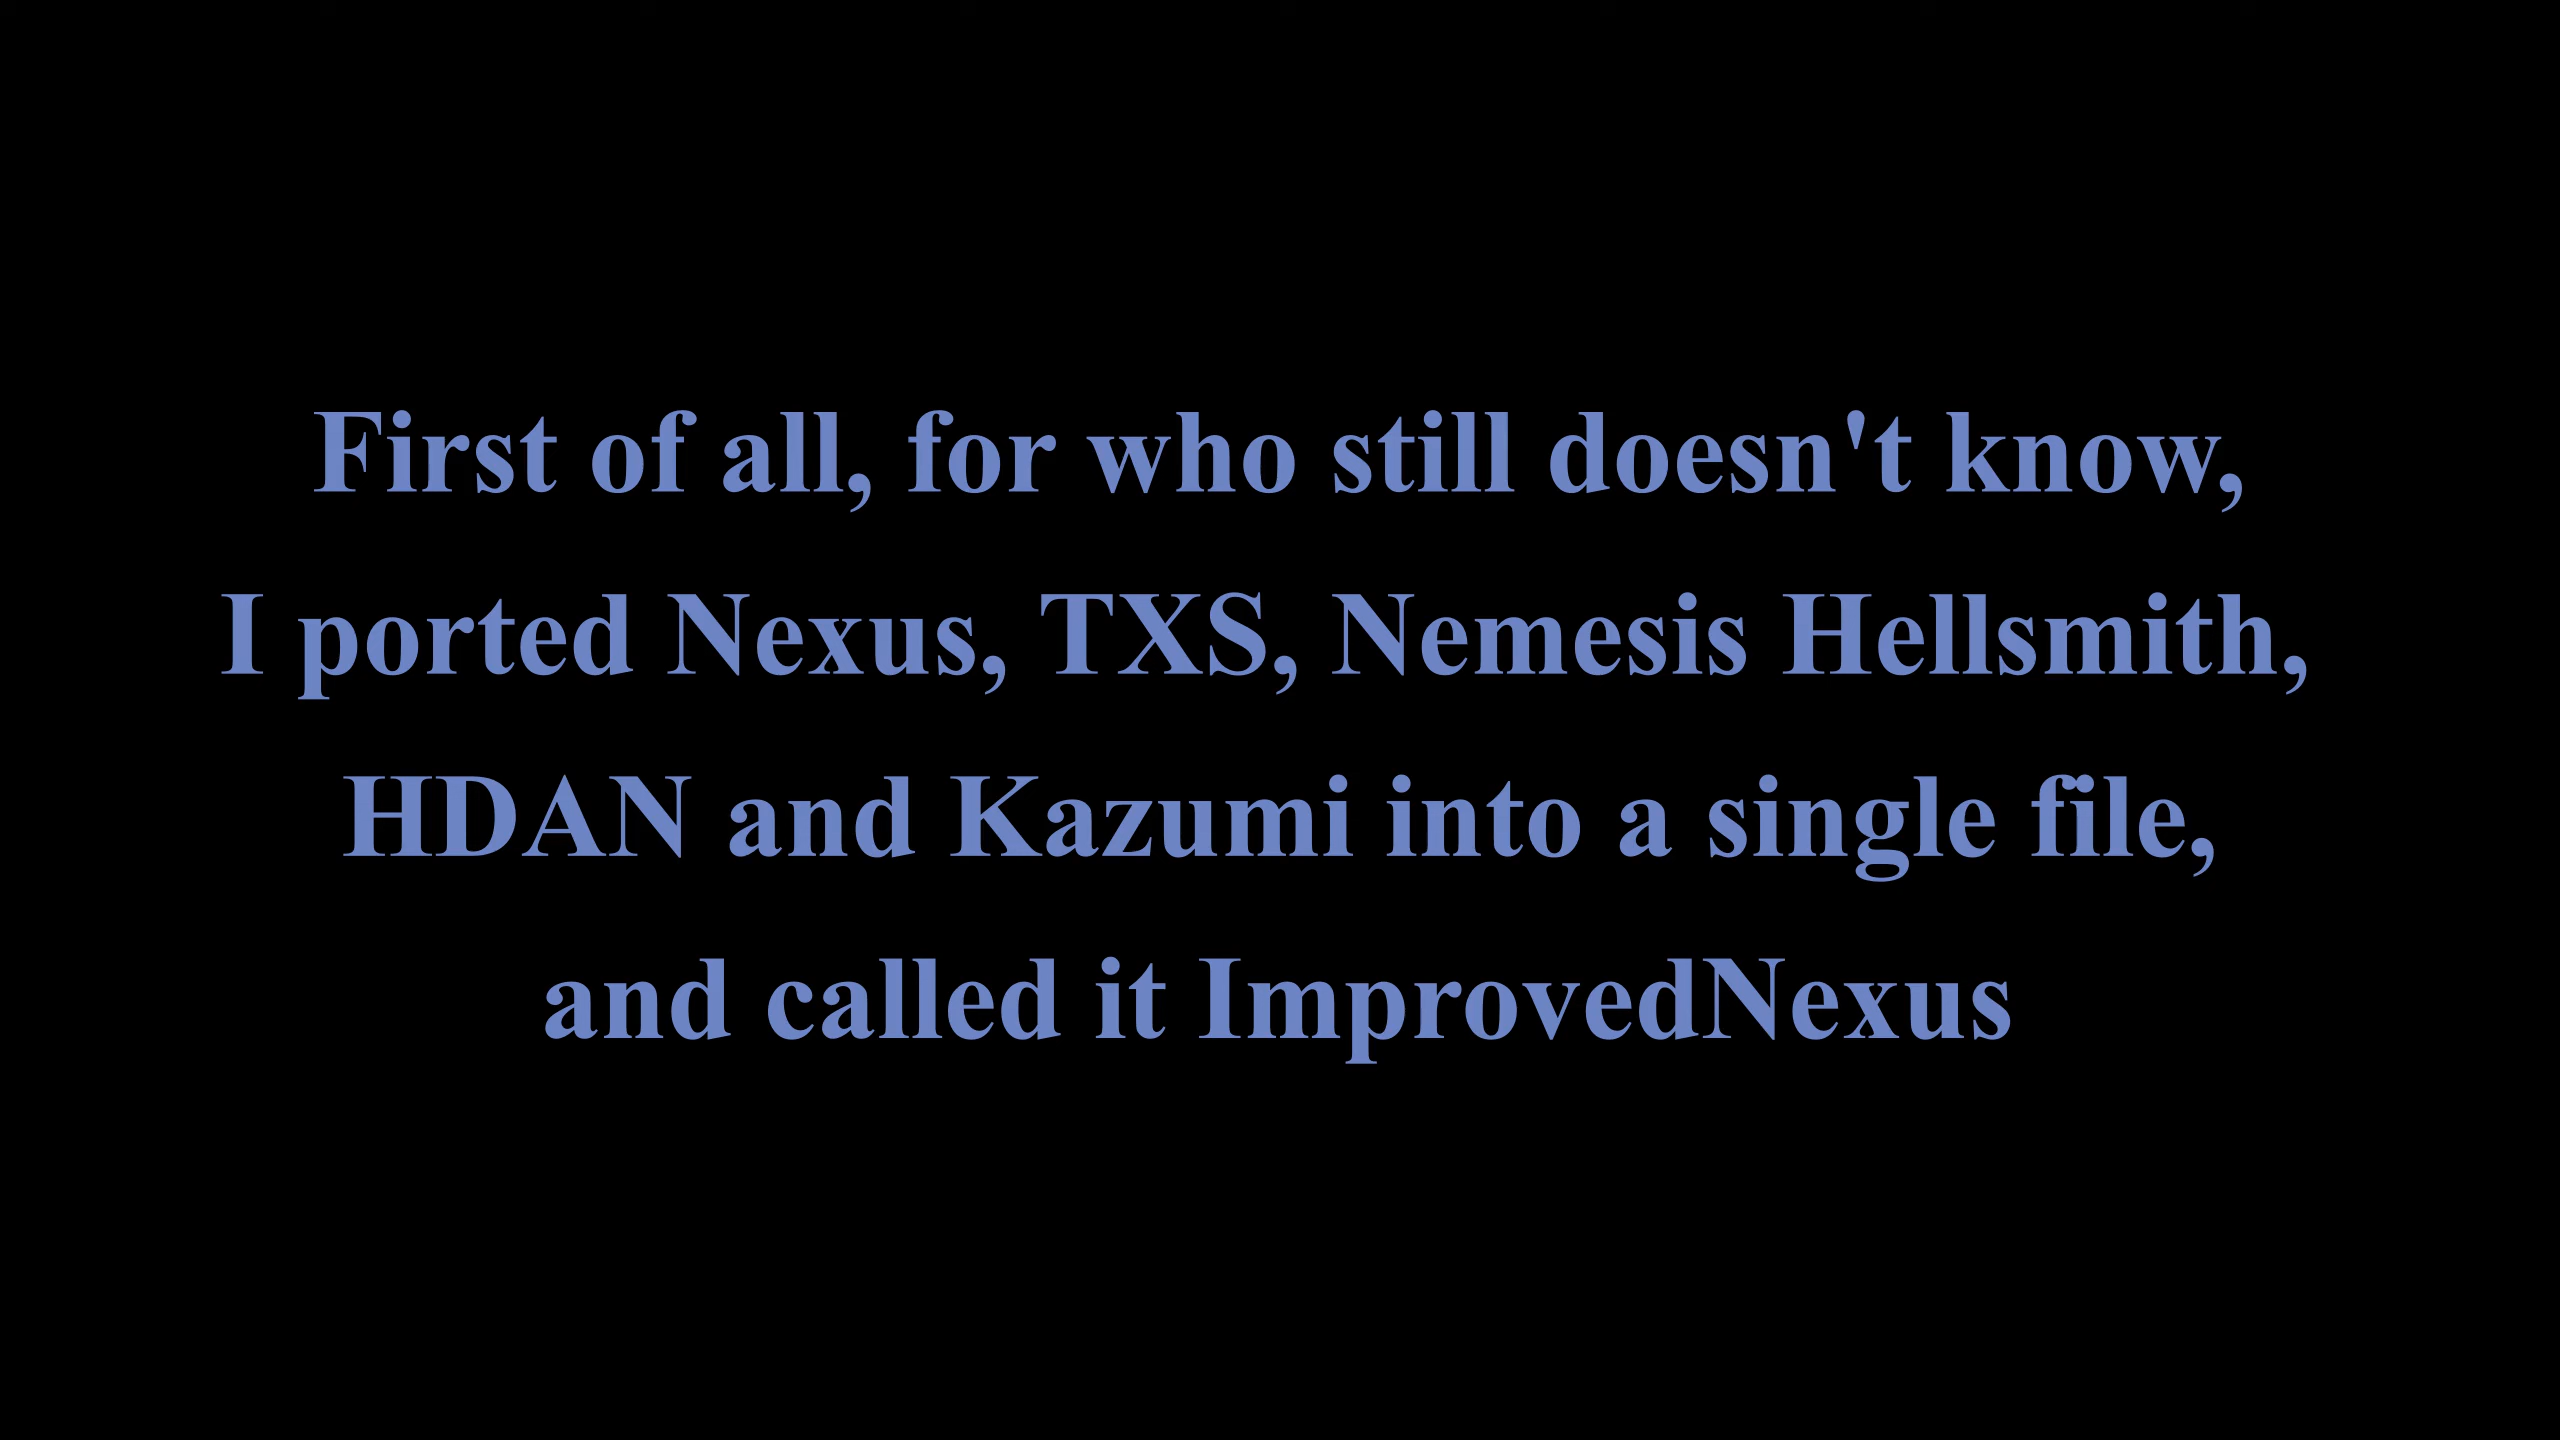 First of all, for who still doesn't know,
I ported Nexus, TXS, Nemesis Hellsmith,
HDAN and Kazumi into a single file,
and called it ImprovedNexus